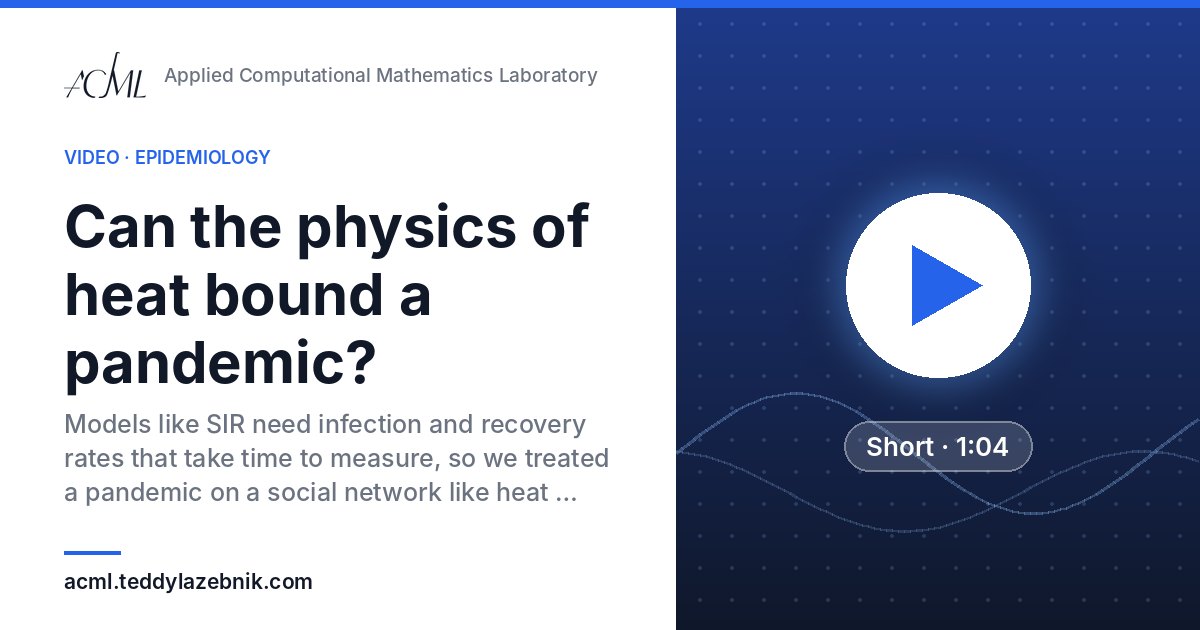 ACML
Applied Computational Mathematics Laboratory
VIDEO · EPIDEMIOLOGY
Can the physics of
heat bound a
pandemic?
Models like SIR need infection and recovery
rates that take time to measure, so we treated
a pandemic on a social network like heat ...
acml.teddylazebnik.com
Short · 1:04